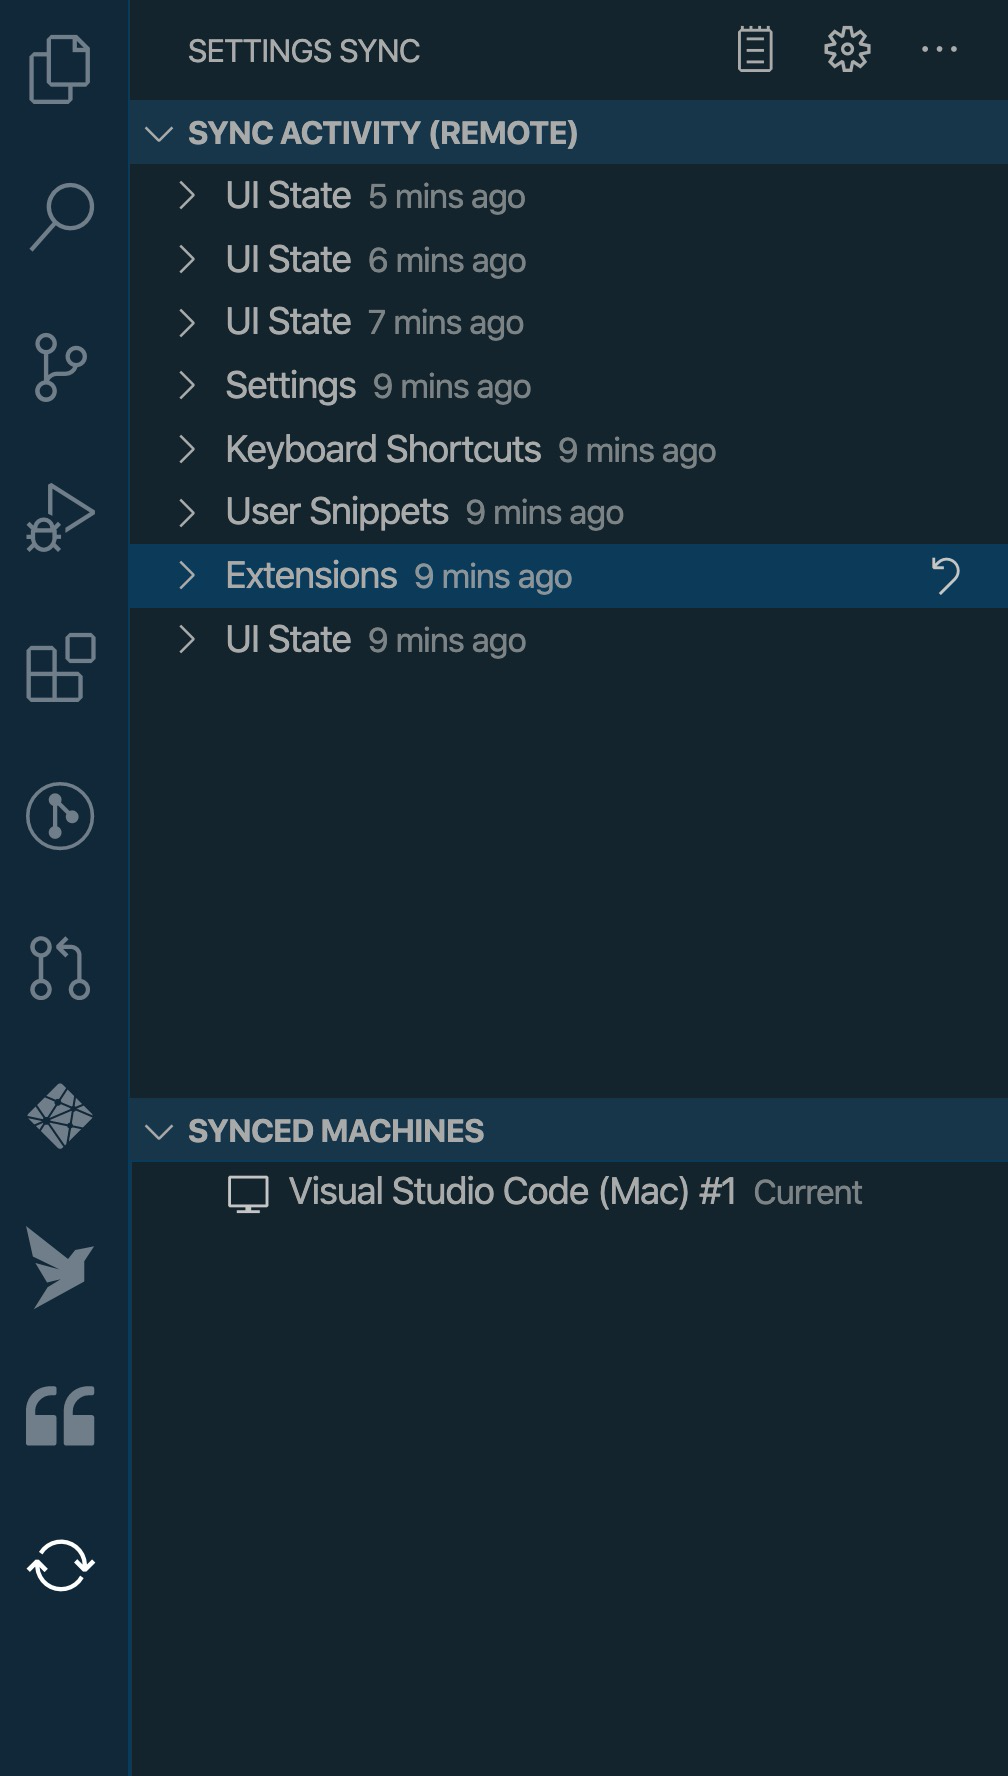 SETTINGS SYNC
SYNC ACTIVITY (REMOTE)
UI State 5 mins ago
UI State 6 mins ago
UI State 7 mins ago
Settings 9 mins ago
Keyboard Shortcuts 9 mins ago
User Snippets 9 mins ago
Extensions 9 mins ago
UI State 9 mins ago
SYNCED MACHINES
Visual Studio Code (Mac) #1 Current